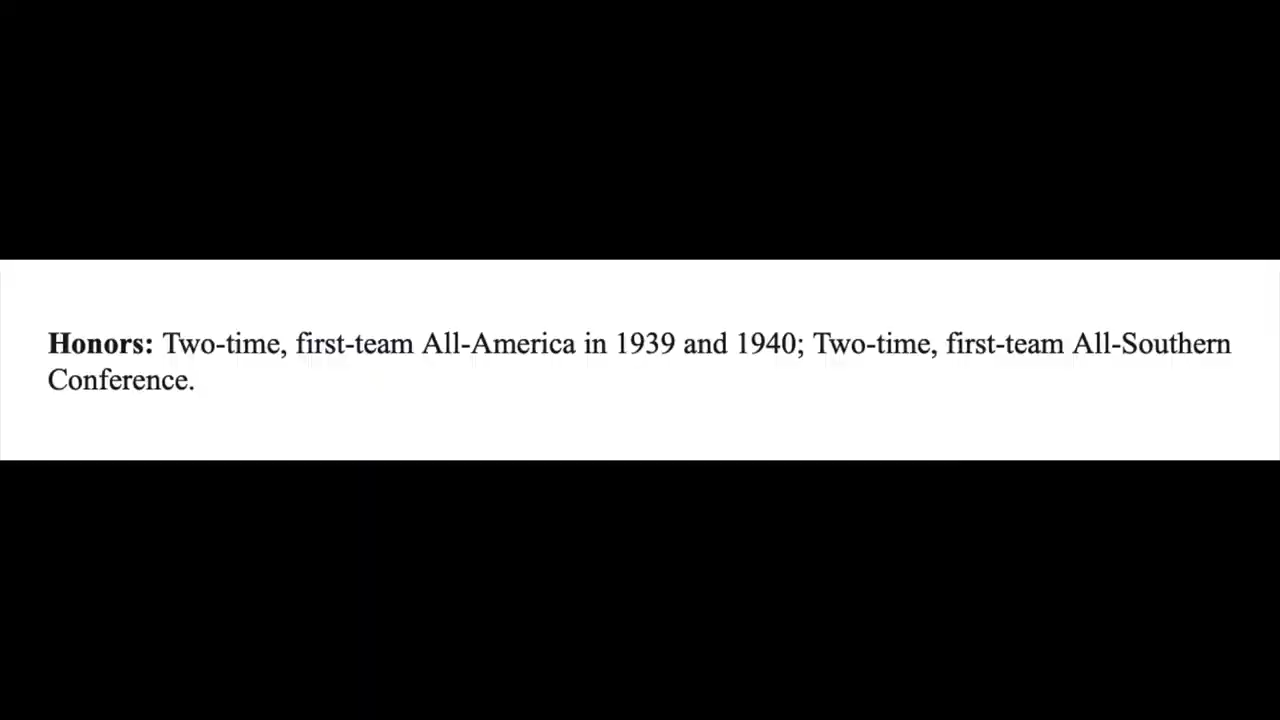 Honors: Two-time, first-team All-America in 1939 and 1940; Two-time, first-team All-Southern
Conference.